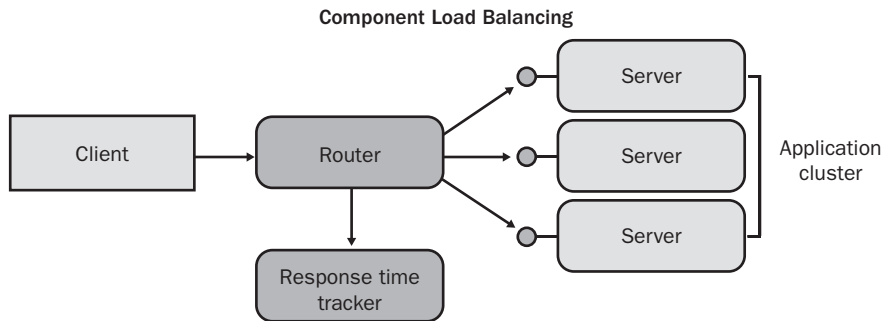 Component Load Balancing
Client
Router
Response time
tracker
Server
Server
Server
Application
cluster